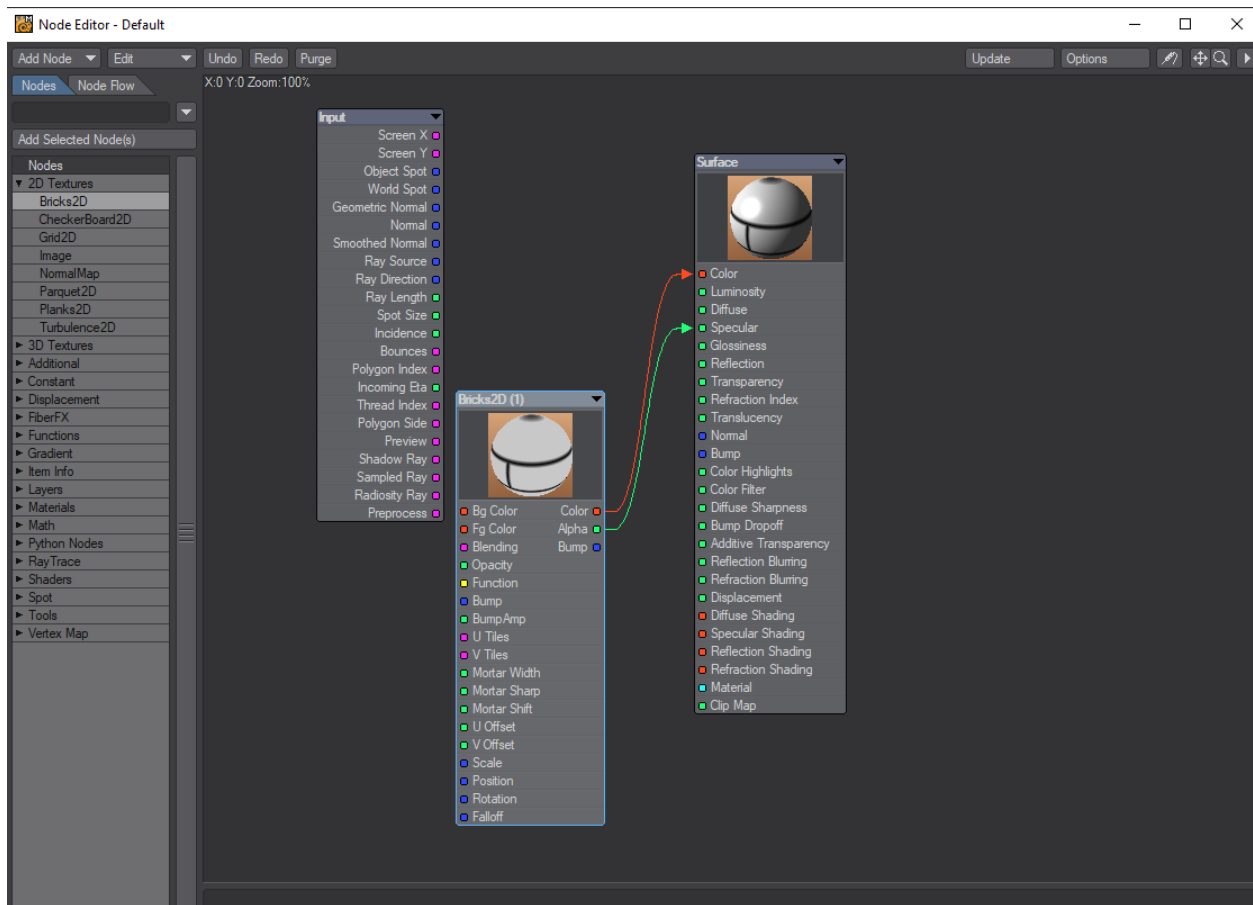 Node Editor - Default
Add Node Edit Undo Redo Purge Update Options
Nodes Node Flow
X:0 Y:0 Zoom:100%
Add Selected Node(s)
Nodes
2D Textures
Bricks2D
CheckerBoard2D
Grid2D
Image
NormalMap
Parquet2D
Planks2D
Turbulence2D
3D Textures
Additional
Constant
Displacement
FiberFX
Functions
Gradient
Item Info
Layers
Materials
Math
Python Nodes
RayTrace
Shaders
Spot
Tools
Vertex Map
Input
Screen X
Screen Y
Object Spot
World Spot
Geometric Normal
Normal
Smoothed Normal
Ray Source
Ray Direction
Ray Length
Spot Size
Incidence
Bounces
Polygon Index
Incoming Eta
Thread Index
Polygon Side
Preview
Shadow Ray
Sampled Ray
Radiosity Ray
Preprocess
Bricks2D (1)
Bg Color Color
Fg Color Alpha
Blending Bump
Opacity
Function
Bump
BumpAmp
U Tiles
V Tiles
Mortar Width
Mortar Sharp
Mortar Shift
U Offset
V Offset
Scale
Position
Rotation
Falloff
Surface
Color
Luminosity
Diffuse
Specular
Glossiness
Reflection
Transparency
Refraction Index
Translucency
Normal
Bump
Color Highlights
Color Filter
Diffuse Sharpness
Bump Dropoff
Additive Transparency
Reflection Blurring
Refraction Blurring
Displacement
Diffuse Shading
Specular Shading
Reflection Shading
Refraction Shading
Material
Clip Map